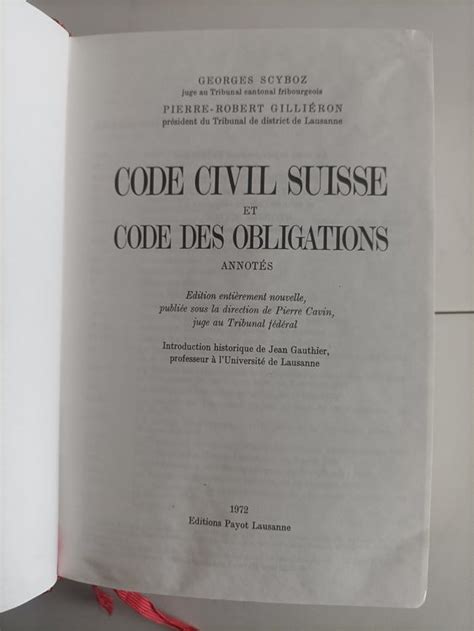 GEORGES SCYBOZ
juge au Tribunal cantonal fribourgeois
PIERRE-ROBERT GILLIÉRON
président du Tribunal de district de Lausanne
CODE CIVIL SUISSE
ET
CODE DES OBLIGATIONS
ANNOTÉS
Edition entièrement nouvelle,
publiée sous la direction de Pierre Cavin,
juge au Tribunal fédéral
Introduction historique de Jean Gauthier,
professeur à l'Université de Lausanne
1972
Editions Payot Lausanne